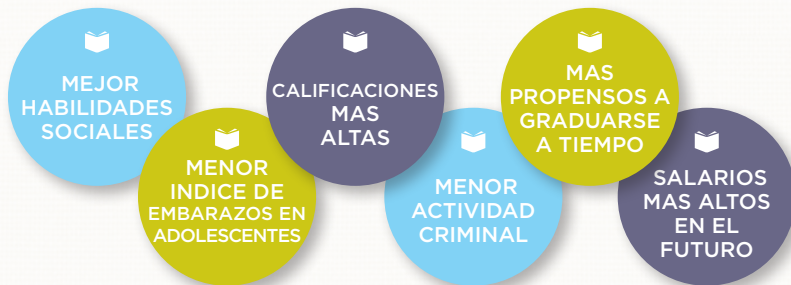 MEJOR
HABILIDADES
SOCIALES
MENOR
INDICE DE
EMBARAZOS EN
ADOLESCENTES
CALIFICACIONES
MAS
ALTAS
MENOR
ACTIVIDAD
CRIMINAL
MAS
PROPENSOS A
GRADUARSE
A TIEMPO
SALARIOS
MAS ALTOS
EN EL
FUTURO